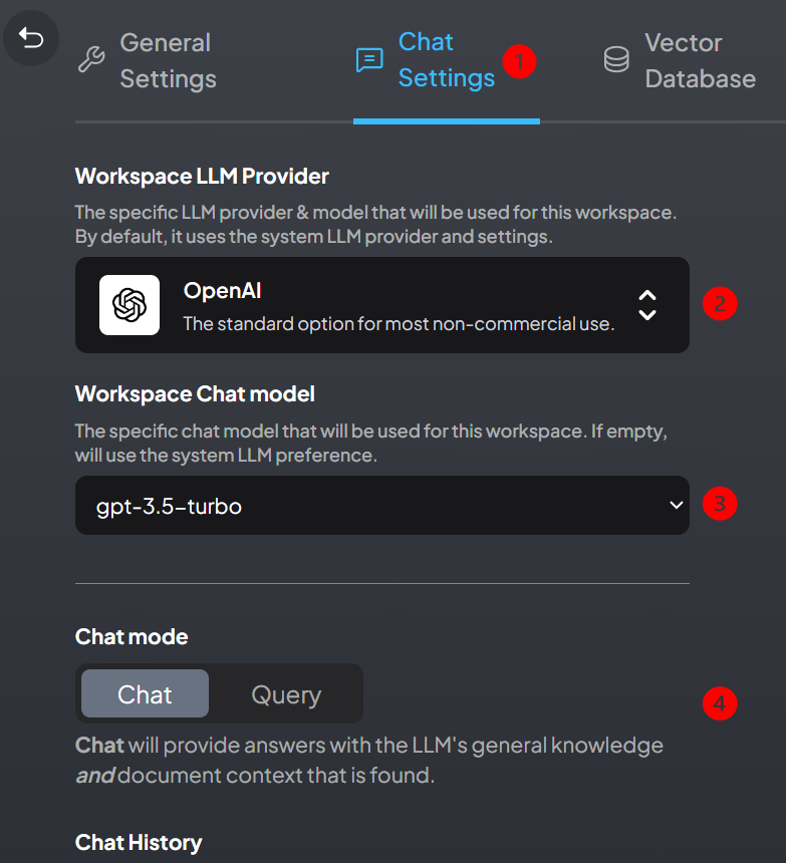 General
Settings
Chat
Settings
1
Vector
Database
Workspace LLM Provider
The specific LLM provider & model that will be used for this workspace.
By default, it uses the system LLM provider and settings.
OpenAI
The standard option for most non-commercial use.
2
Workspace Chat model
The specific chat model that will be used for this workspace. If empty,
will use the system LLM preference.
gpt-3.5-turbo
3
Chat mode
Chat Query
4
Chat will provide answers with the LLM's general knowledge
and document context that is found.
Chat History